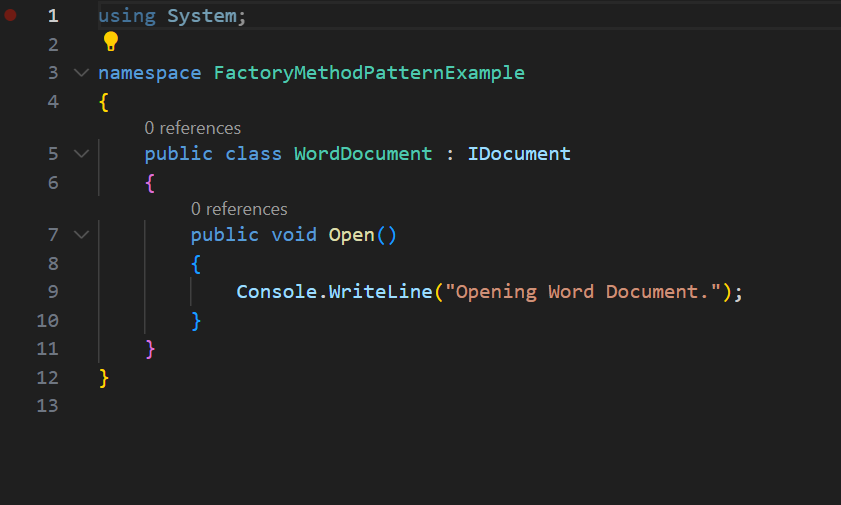 1 using System;
2
3 namespace FactoryMethodPatternExample
4 {
0 references
5 public class WordDocument : IDocument
6 {
0 references
7 public void Open()
8 {
9 Console.WriteLine("Opening Word Document.");
10 }
11 }
12 }
13